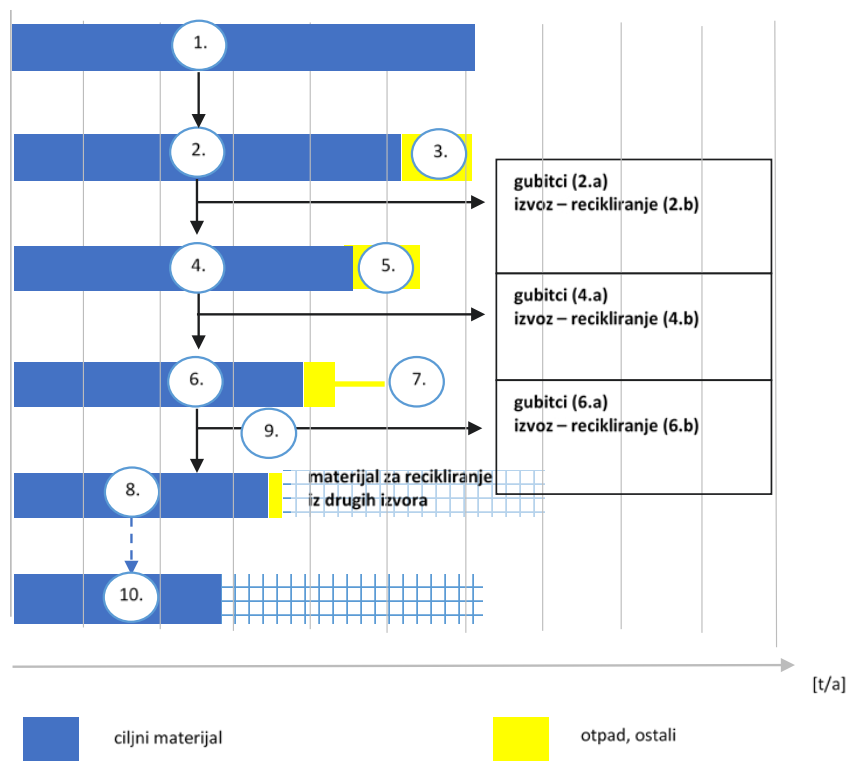 1.
2.
3.
gubitci (2.a)
izvoz – recikliranje (2.b)
4.
5.
gubitci (4.a)
izvoz – recikliranje (4.b)
6.
7.
gubitci (6.a)
izvoz – recikliranje (6.b)
9.
8.
materijal za recikliranje
iz drugih izvora
10.
[t/a]
ciljni materijal
otpad, ostali